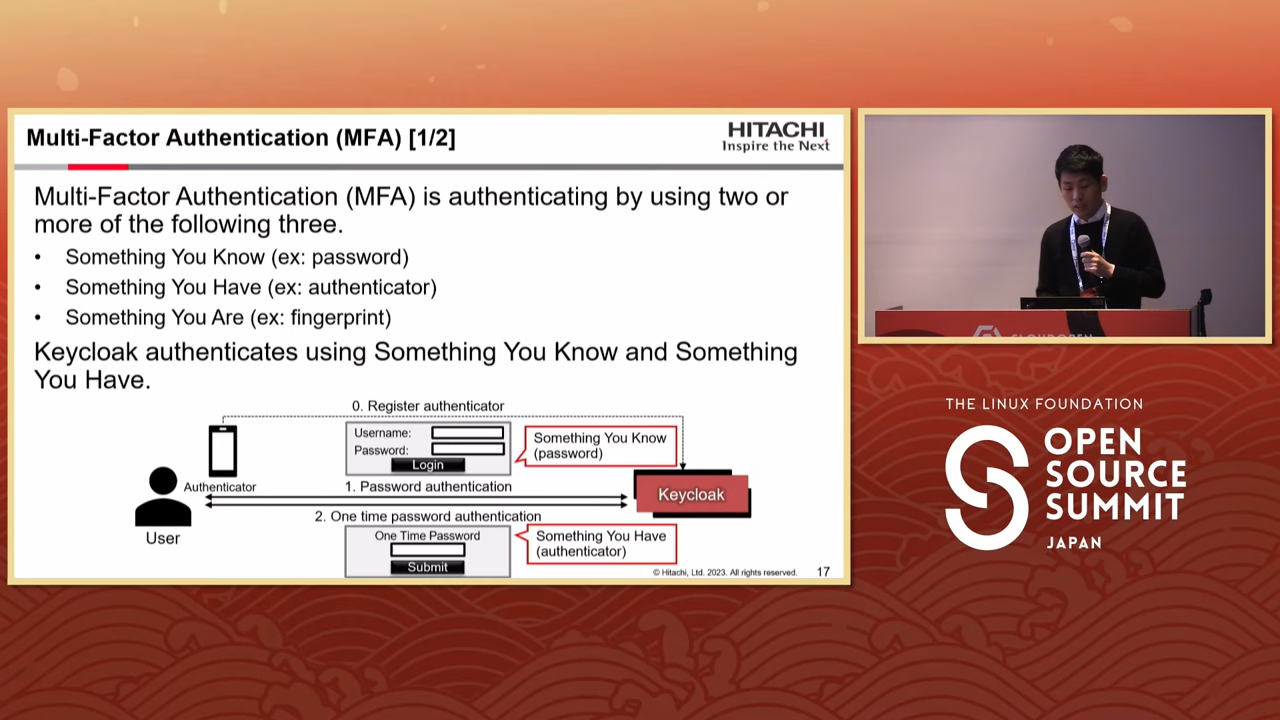 Multi-Factor Authentication (MFA) [1/2]
HITACHI
Inspire the Next
Multi-Factor Authentication (MFA) is authenticating by using two or
more of the following three.
• Something You Know (ex: password)
• Something You Have (ex: authenticator)
• Something You Are (ex: fingerprint)
Keycloak authenticates using Something You Know and Something
You Have.
0. Register authenticator
Username:
Password:
Login
Something You Know
(password)
Authenticator
1. Password authentication
Keycloak
User
2. One time password authentication
One Time Password
Submit
Something You Have
(authenticator)
© Hitachi, Ltd. 2023. All rights reserved.
17
THE LINUX FOUNDATION
OPEN
SOURCE
SUMMIT
JAPAN